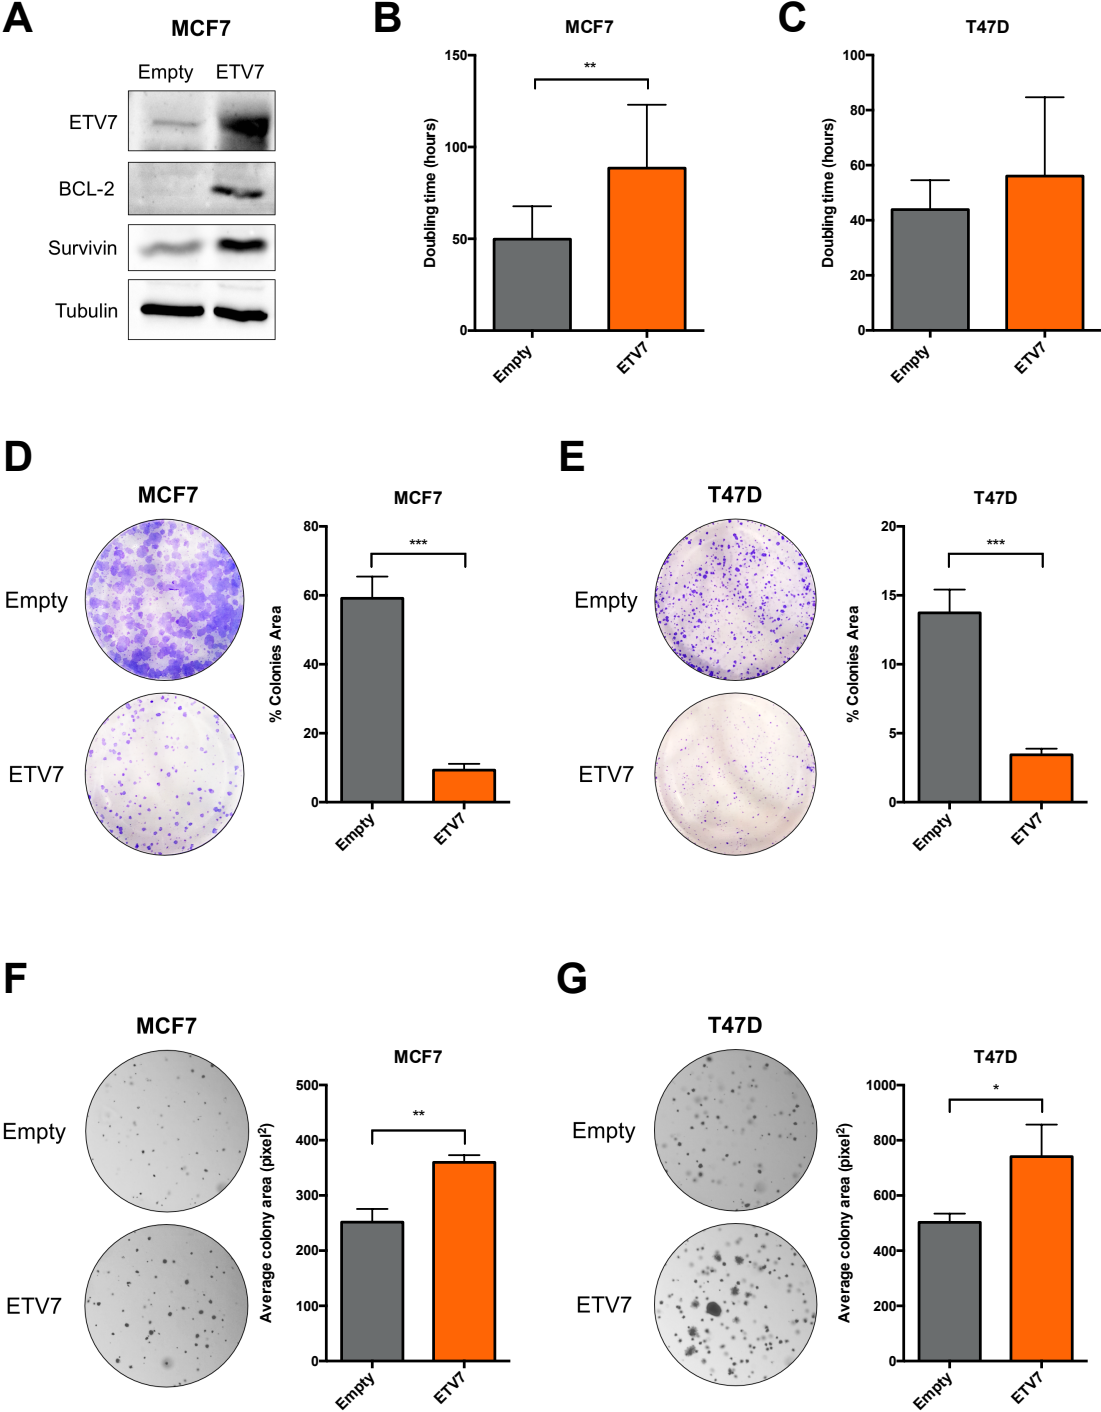 A
MCF7
Empty ETV7
ETV7
BCL-2
Survivin
Tubulin
B
MCF7
Doubling time (hours)
150
100
50
0
**
Empty
ETV7
C
T47D
Doubling time (hours)
100
80
60
40
20
0
Empty
ETV7
D
MCF7
Empty
ETV7
MCF7
% Colonies Area
80
60
40
20
0
***
Empty
ETV7
E
T47D
Empty
ETV7
T47D
% Colonies Area
20
15
10
5
0
***
Empty
ETV7
F
MCF7
Empty
ETV7
MCF7
Average colony area (pixel²)
500
400
300
200
100
0
**
Empty
ETV7
G
T47D
Empty
ETV7
T47D
Average colony area (pixel²)
1000
800
600
400
200
0
*
Empty
ETV7